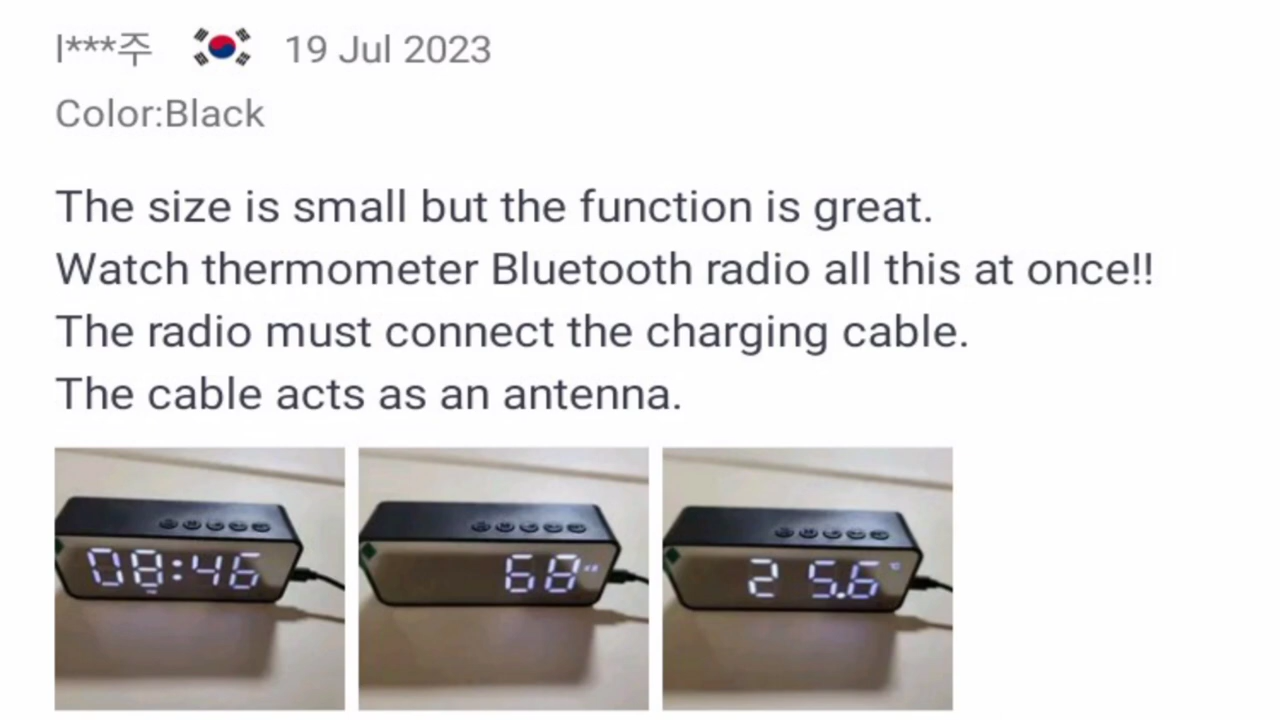 l***주 19 Jul 2023
Color:Black
The size is small but the function is great.
Watch thermometer Bluetooth radio all this at once!!
The radio must connect the charging cable.
The cable acts as an antenna.
08:46 68 2 5.6 °C